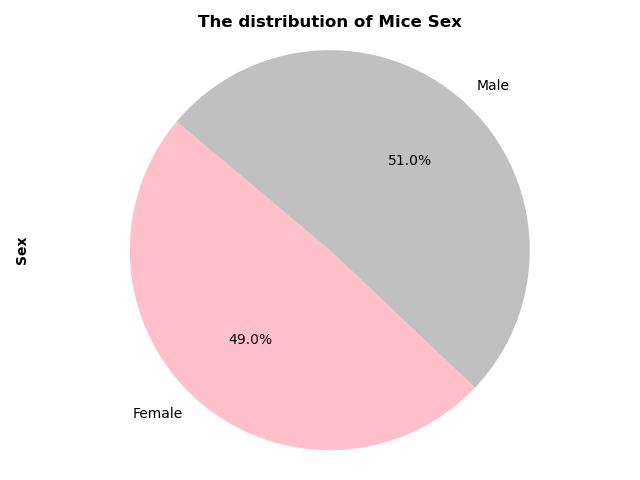 The distribution of Mice Sex
Male
51.0%
Sex
49.0%
Female